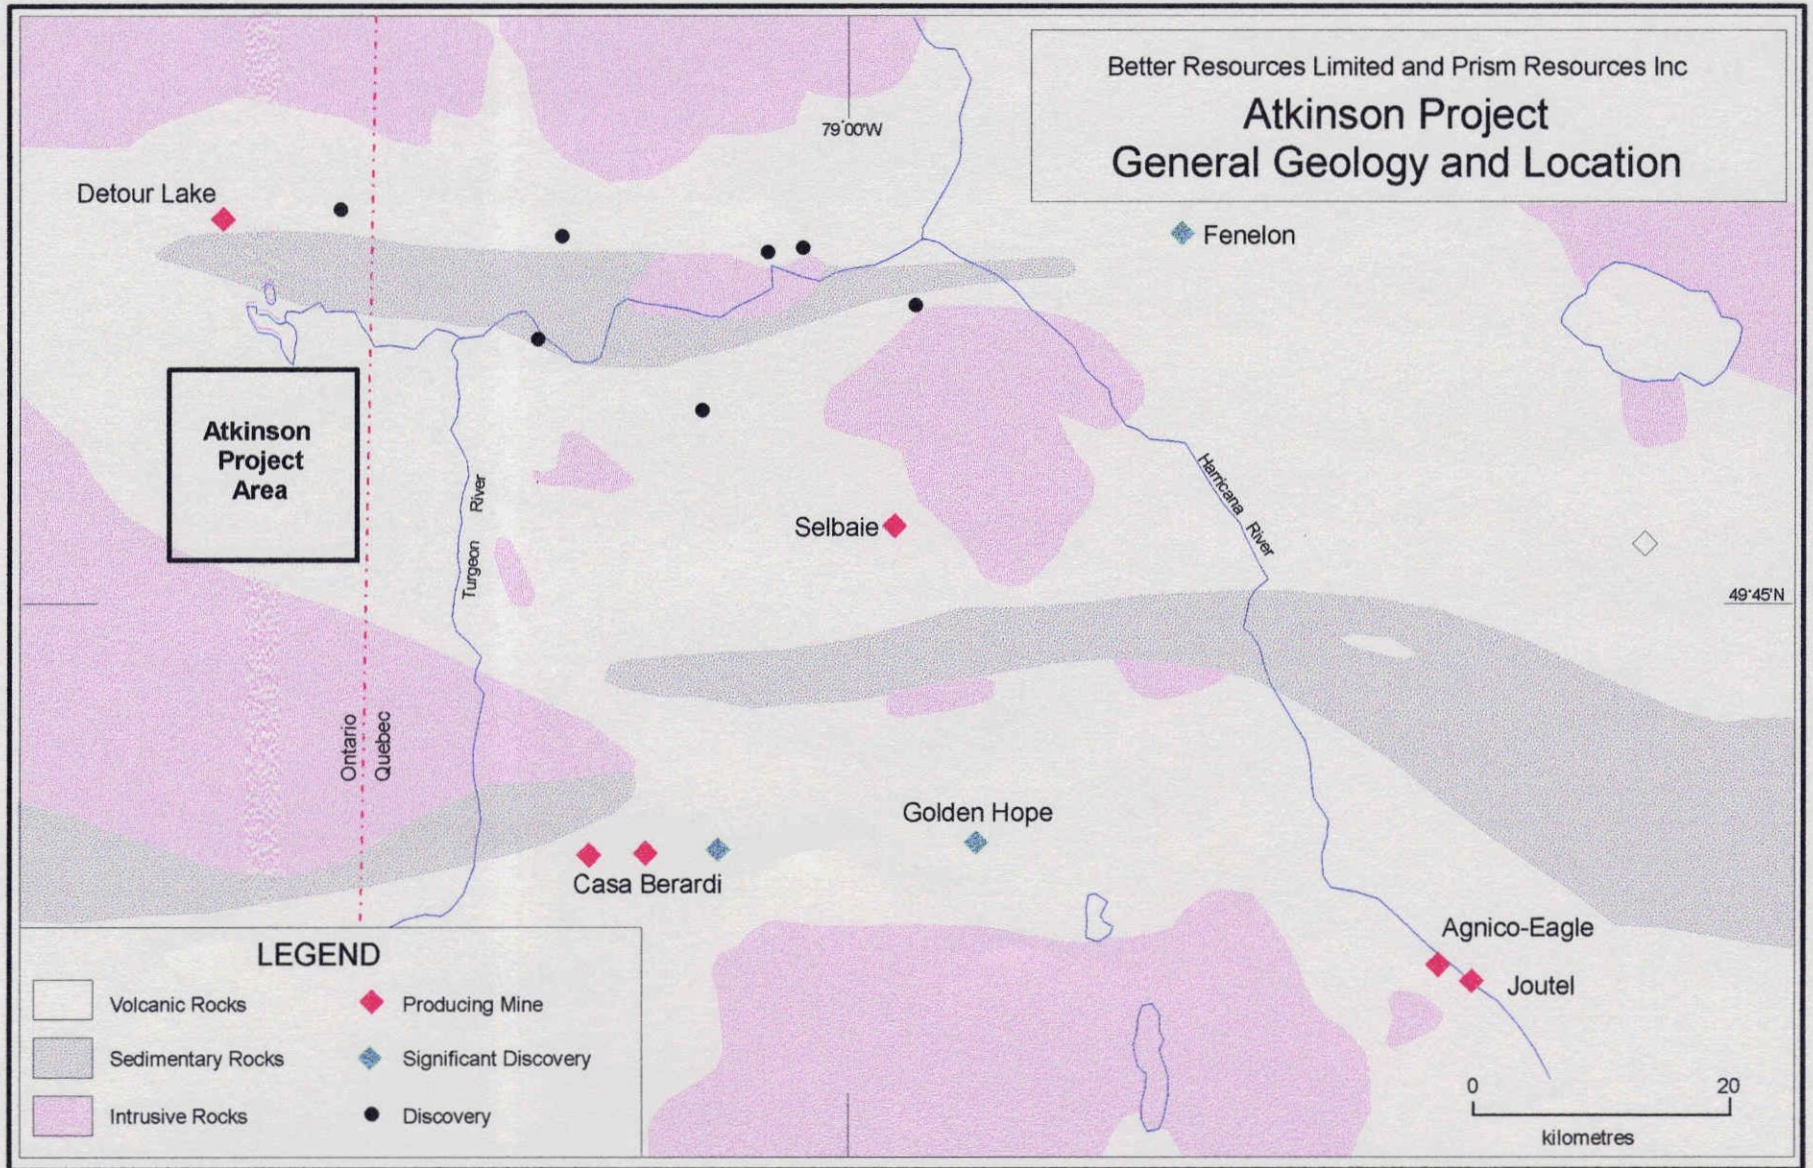 Better Resources Limited and Prism Resources Inc
Atkinson Project
General Geology and Location
79°00'W
Detour Lake
Fenelon
Atkinson
Project
Area
Turgeon River
Harricana River
Selbaie
49°45'N
Ontario
Quebec
Golden Hope
Casa Berardi
Agnico-Eagle
Joutel
LEGEND
Volcanic Rocks
Producing Mine
Sedimentary Rocks
Significant Discovery
Intrusive Rocks
Discovery
0 20
kilometres